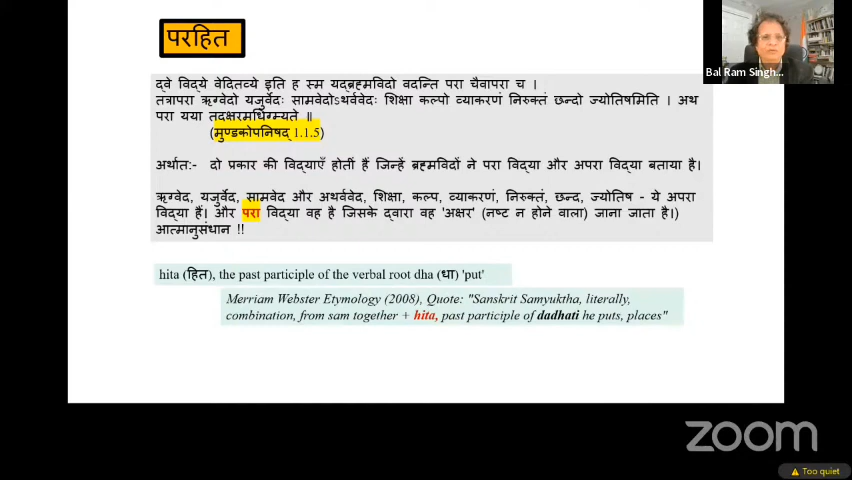 परहित
द्वे विद्ये वेदितव्ये इति ह स्म यद्ब्रह्मविदो वदन्ति परा चैवापरा च ।
तत्रापरा ऋग्वेदो यजुर्वेदः सामवेदोऽथर्ववेदः शिक्षा कल्पो व्याकरणं निरुक्तं छन्दो ज्योतिषमिति । अथ
परा यया तदक्षरमधिगम्यते ॥
(मुण्डकोपनिषद् 1.1.5)
अर्थात:- दो प्रकार की विद्याएँ होतीं हैं जिन्हें ब्रह्मविदों ने परा विद्या और अपरा विद्या बताया है।
ऋग्वेद, यजुर्वेद, सामवेद और अथर्ववेद, शिक्षा, कल्प, व्याकरणं, निरुक्तं, छन्द, ज्योतिष - ये अपरा
विद्या हैं। और परा विद्या वह है जिसके द्वारा वह 'अक्षर' (नष्ट न होने वाला) जाना जाता है।)
आत्मानुसंधान !!
hita (हित), the past participle of the verbal root dha (धा) 'put'
Merriam Webster Etymology (2008), Quote: "Sanskrit Samyuktha, literally,
combination, from sam together + hita, past participle of dadhati he puts, places"
Bal Ram Singh...
zoom
Too quiet